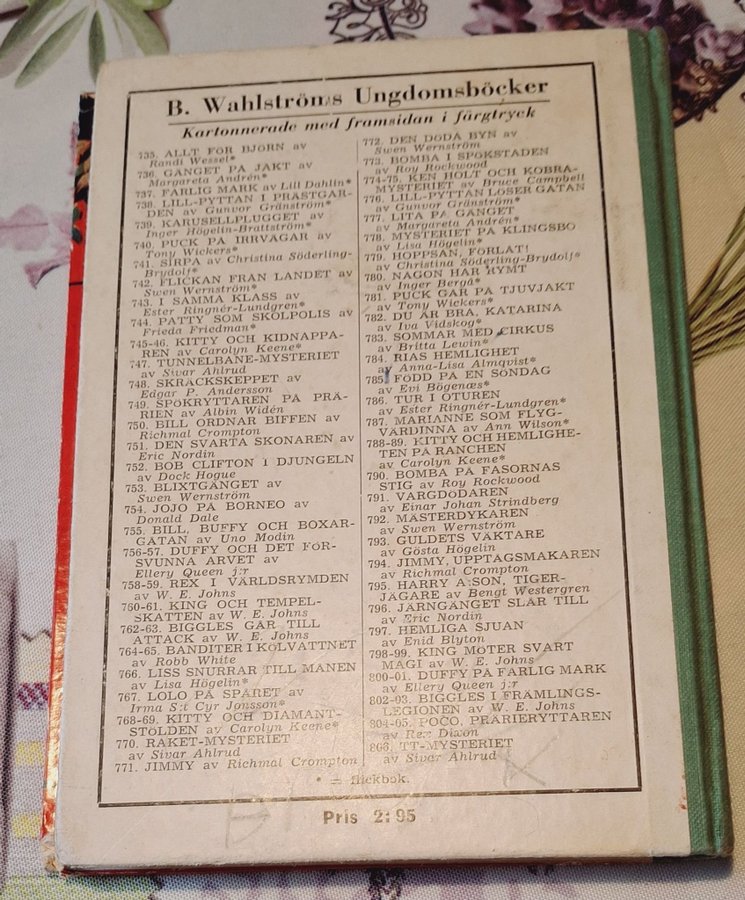 B. Wahlströms Ungdomsböcker
Kartonnerade med framsidan i färgtryck
735. ALLT FÖR BJÖRN av
Randi Wessel*
736. GÄNGET PÅ JAKT av
Margareta Andrén*
737. FARLIG MARK av Lill Dahlin*
738. LILL-PYTTAN I PRÄSTGÅR-
DEN av Gunvor Gränström*
739. KARUSELLPLUGGET av
Inger Högelin-Brattström*
740. PUCK PÅ IRRVÄGAR av
Tony Wickers*
741. SIRPA av Christina Söderling-
Brydolf*
742. FLICKAN FRÅN LANDET av
Swen Wernström*
743. I SAMMA KLASS av
Ester Ringnér-Lundgren*
744. PATTY SOM SKOLPOLIS av
Frieda Friedman*
745-46. KITTY OCH KIDNAPPA-
REN av Carolyn Keene*
747. TUNNELBANE-MYSTERIET
av Sivar Ahlrud
748. SKRÄCKSKEPPET av
Edgar P. Andersson
749. SPÖKRYTTAREN PÅ PRÄ-
RIEN av Albin Widén
750. BILL ORDNAR BIFFEN av
Richmal Crompton
751. DEN SVARTA SKONAREN av
Eric Nordin
752. BOB CLIFTON I DJUNGELN
av Dock Hogue
753. BLIXTGÄNGET av
Swen Wernström
754. JOJO PÅ BORNEO av
Donald Dale
755. BILL, BUFFY OCH BOXAR-
GATAN av Uno Modin
756-57. DUFFY OCH DET FÖR-
SVUNNA ARVET av
Ellery Queen j:r
758-59. REX I VÄRLDSRYMDEN
av W. E. Johns
760-61. KING OCH TEMPEL-
SKATTEN av W. E. Johns
762-63. BIGGLES GÅR TILL
ATTACK av W. E. Johns
764-65. BANDITER I KÖLVATTNET
av Robb White
766. LISS SNURRAR TILL MÅNEN
av Lisa Högelin*
767. LOLO PÅ SPÅRET av
Irma S:t Cyr Jonsson*
768-69. KITTY OCH DIAMANT-
STÖLDEN av Carolyn Keene*
770. RAKET-MYSTERIET
av Sivar Ahlrud
771. JIMMY av Richmal Crompton
772. DEN DÖDA BYN av
Swen Wernström
773. BOMBA I SPÖKSTADEN
av Roy Rockwood
774-75. KEN HOLT OCH KOBRA-
MYSTERIET av Bruce Campbell
776. LILL-PYTTAN LÖSER GÅTAN
av Gunvor Gränström*
777. LITA PÅ GÄNGET
av Margareta Andrén*
778. MYSTERIET PÅ KLINGSBO
av Lisa Högelin*
779. HOPPSAN, FÖRLÅT!
av Christina Söderling-Brydolf*
780. NÅGON HAR RYMT
av Inger Bergå*
781. PUCK GÅR PÅ TJUVJAKT
av Tony Wickers*
782. DU ÄR BRA, KATARINA
av Iva Vidskog*
783. SOMMAR MED CIRKUS
av Britta Lewin*
784. RIAS HEMLIGHET
av Anna-Lisa Almqvist*
785. FÖDD PÅ EN SÖNDAG
av Evi Bögenæs*
786. TUR I OTUREN
av Ester Ringnér-Lundgren*
787. MARIANNE SOM FLYG-
VÄRDINNA av Ann Wilson*
788-89. KITTY OCH HEMLIGHE-
TEN PÅ RANCHEN
av Carolyn Keene*
790. BOMBA PÅ FASORNAS
STIG av Roy Rockwood
791. VARGDÖDAREN
av Einar Johan Strindberg
792. MÄSTERDYKAREN
av Swen Wernström
793. GULDETS VÄKTARE
av Gösta Högelin
794. JIMMY, UPPTÅGSMAKAREN
av Richmal Crompton
795. HARRY A:SON, TIGER-
JÄGARE av Bengt Westergren
796. JÄRNGÄNGET SLÅR TILL
av Eric Nordin
797. HEMLIGA SJUAN
av Enid Blyton
798-99. KING MÖTER SVART
MAGI av W. E. Johns
800-01. DUFFY PÅ FARLIG MARK
av Ellery Queen j:r
802-03. BIGGLES I FRÄMLINGS-
LEGIONEN av W. E. Johns
804-05. POCO, PRÄRIERYTTAREN
av Rex Dixon
806. TT-MYSTERIET
av Sivar Ahlrud
* = flickbok.
Pris 2:95